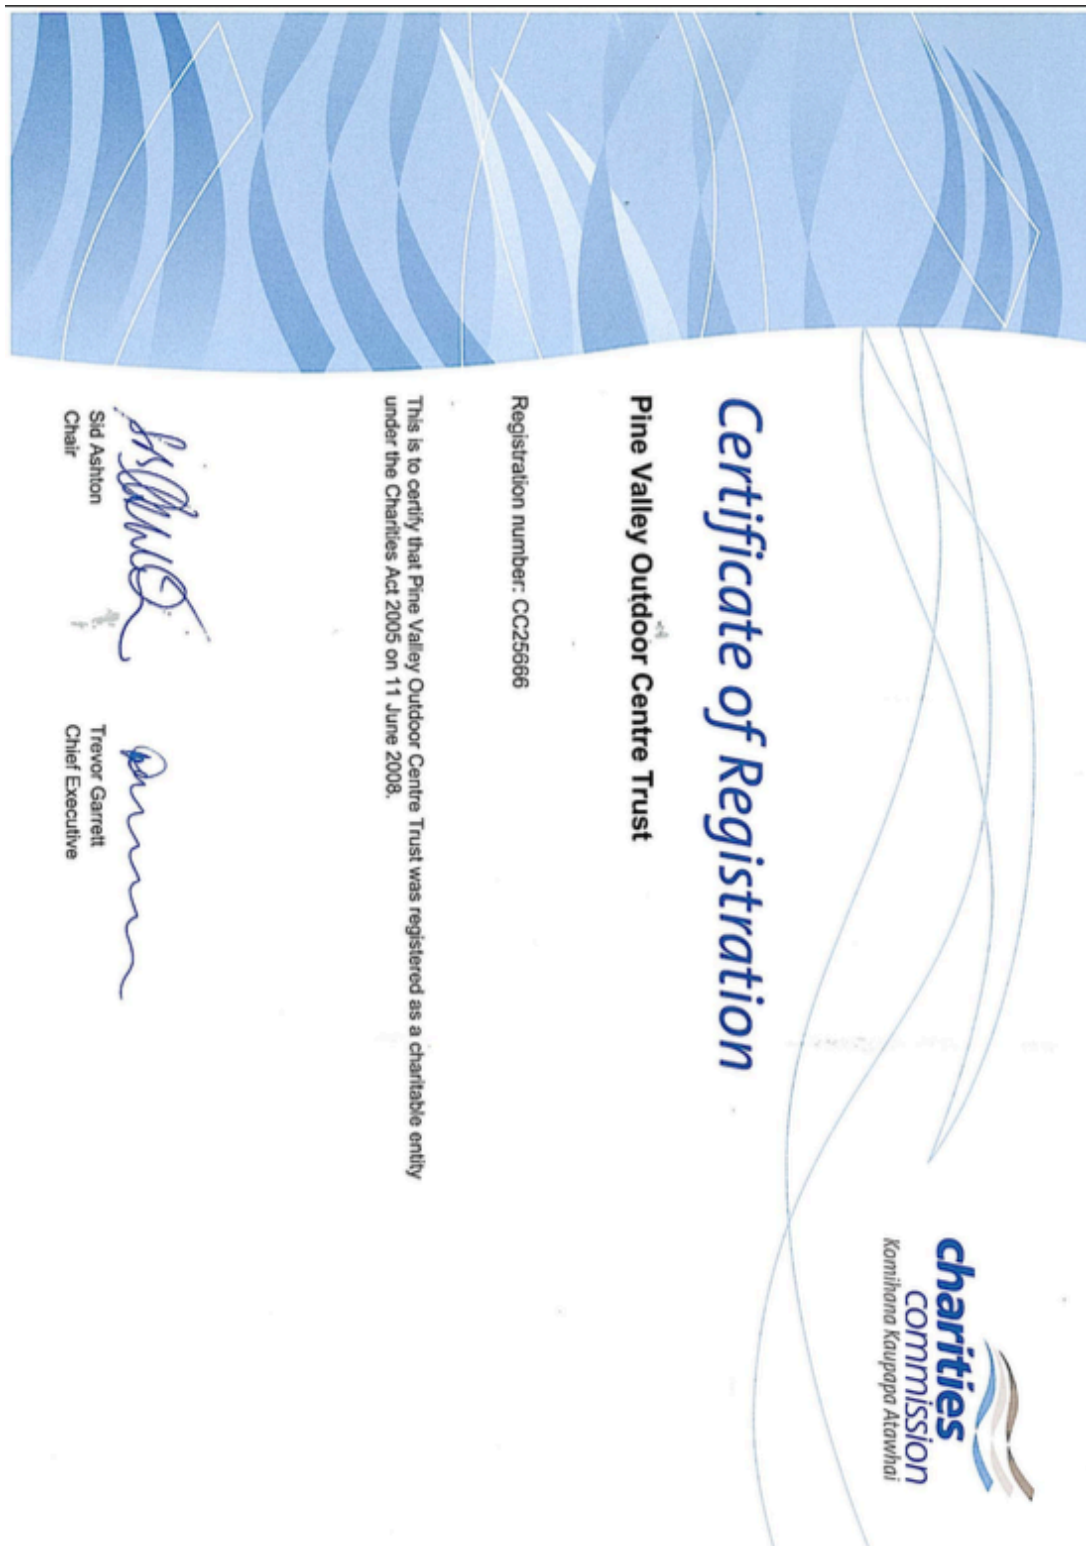 charities
commission
Komihana Kaupapa Atawhai
Certificate of Registration
Pine Valley Outdoor Centre Trust
Registration number: CC25666
This is to certify that Pine Valley Outdoor Centre Trust was registered as a charitable entity
under the Charities Act 2005 on 11 June 2008.
Sid Ashton
Chair
Trevor Garrett
Chief Executive